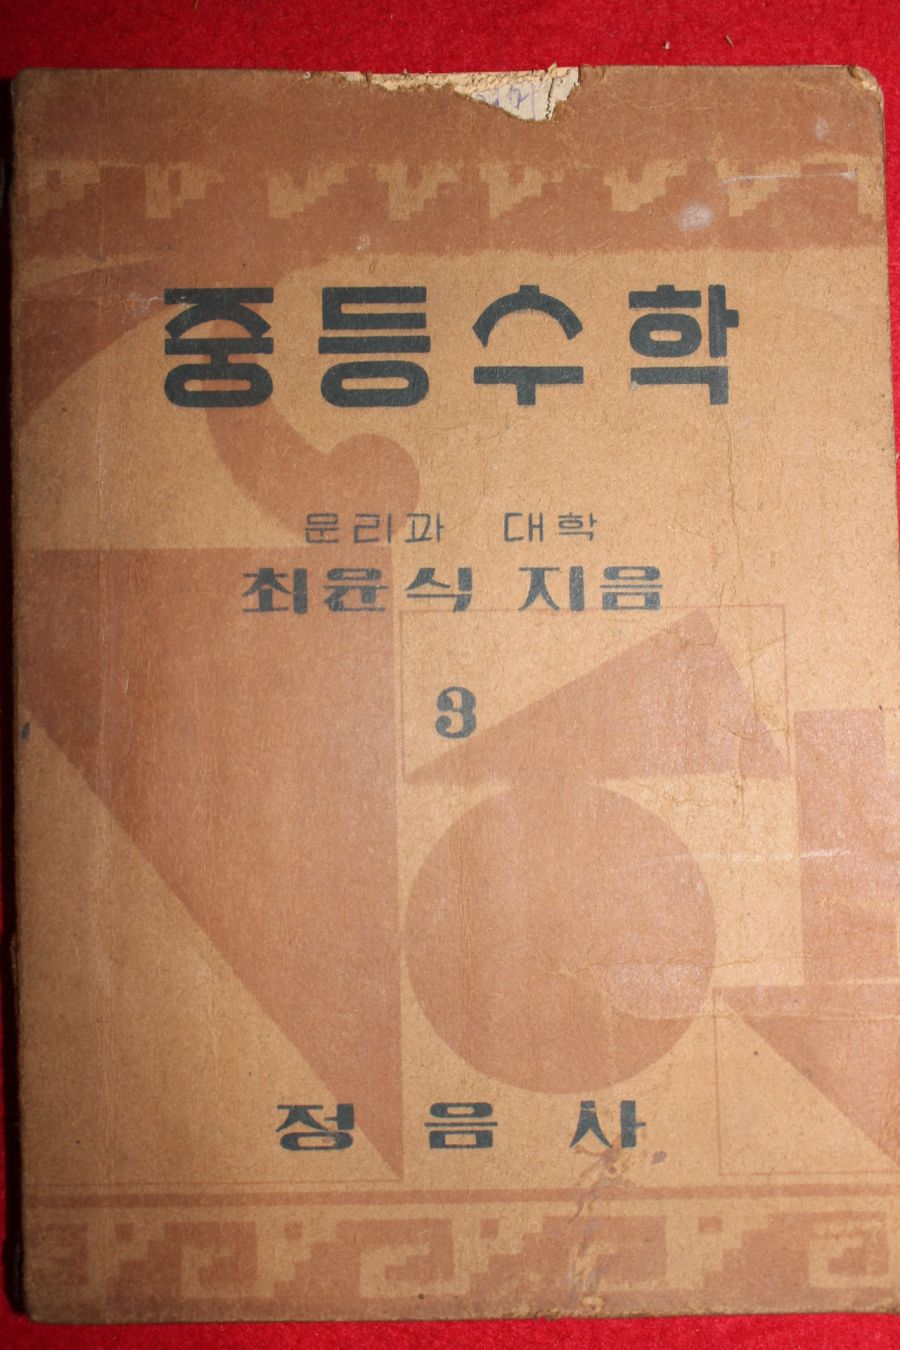 중등수학
문리과 대학
최윤식 지음
3
정음사